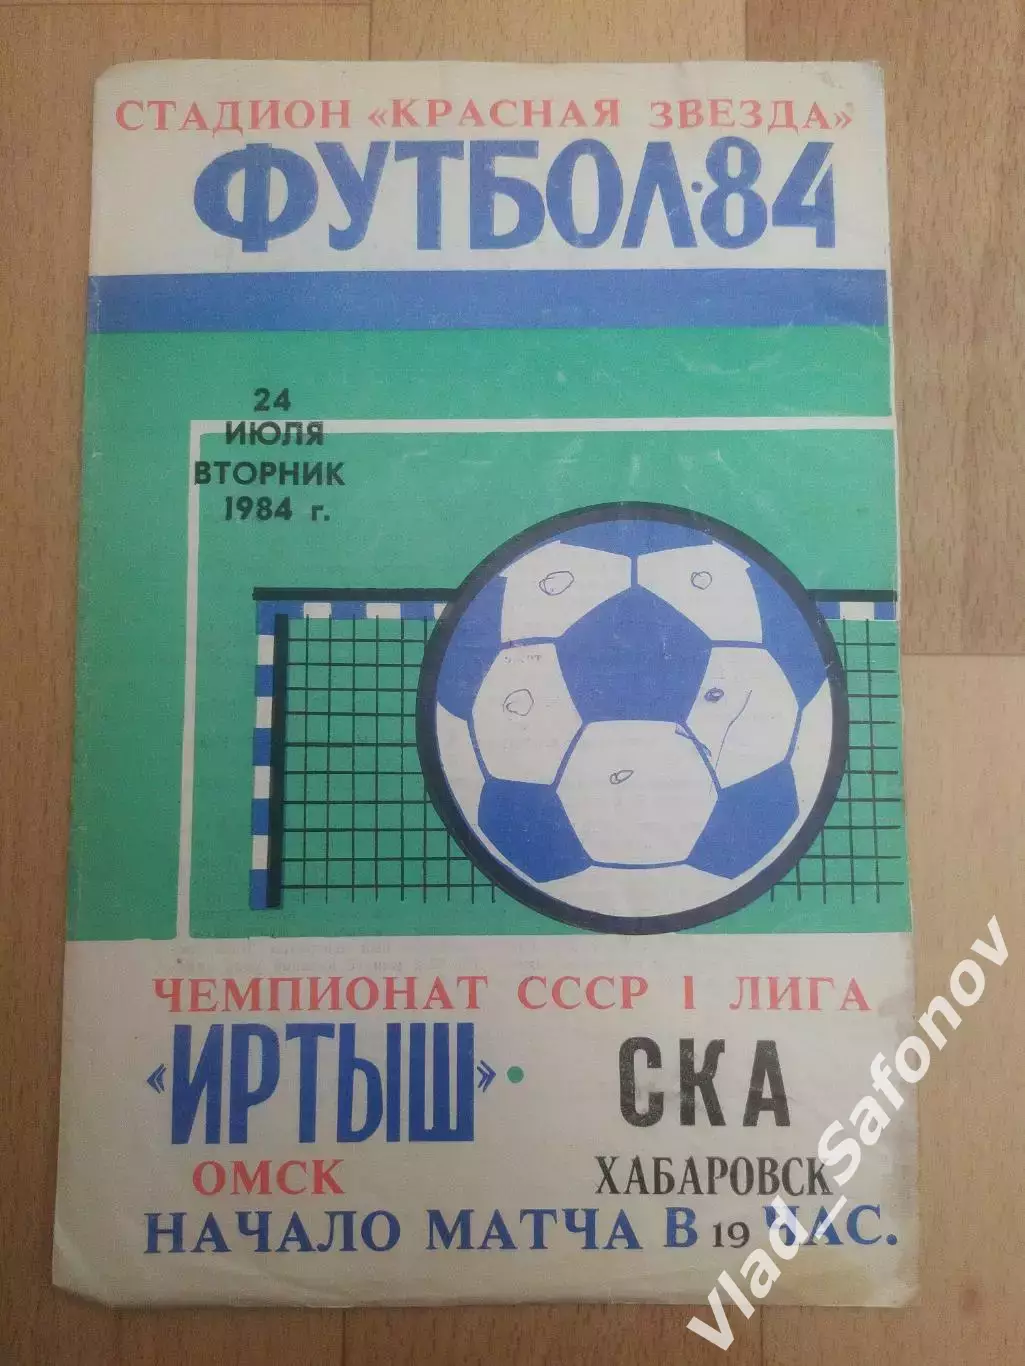 СТАДИОН «КРАСНАЯ ЗВЕЗДА»
ФУТБОЛ·84
24
ИЮЛЯ
ВТОРНИК
1984 г.
ЧЕМПИОНАТ СССР I ЛИГА
«ИРТЫШ» • СКА
ОМСК ХАБАРОВСК
НАЧАЛО МАТЧА В 19 ЧАС.
Vlad_Safonov